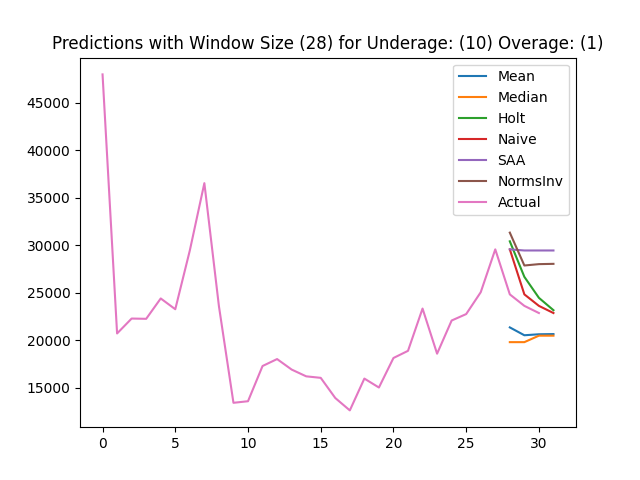 Predictions with Window Size (28) for Underage: (10) Overage: (1)
Mean
Median
Holt
Naive
SAA
NormsInv
Actual
45000
40000
35000
30000
25000
20000
15000
0 5 10 15 20 25 30